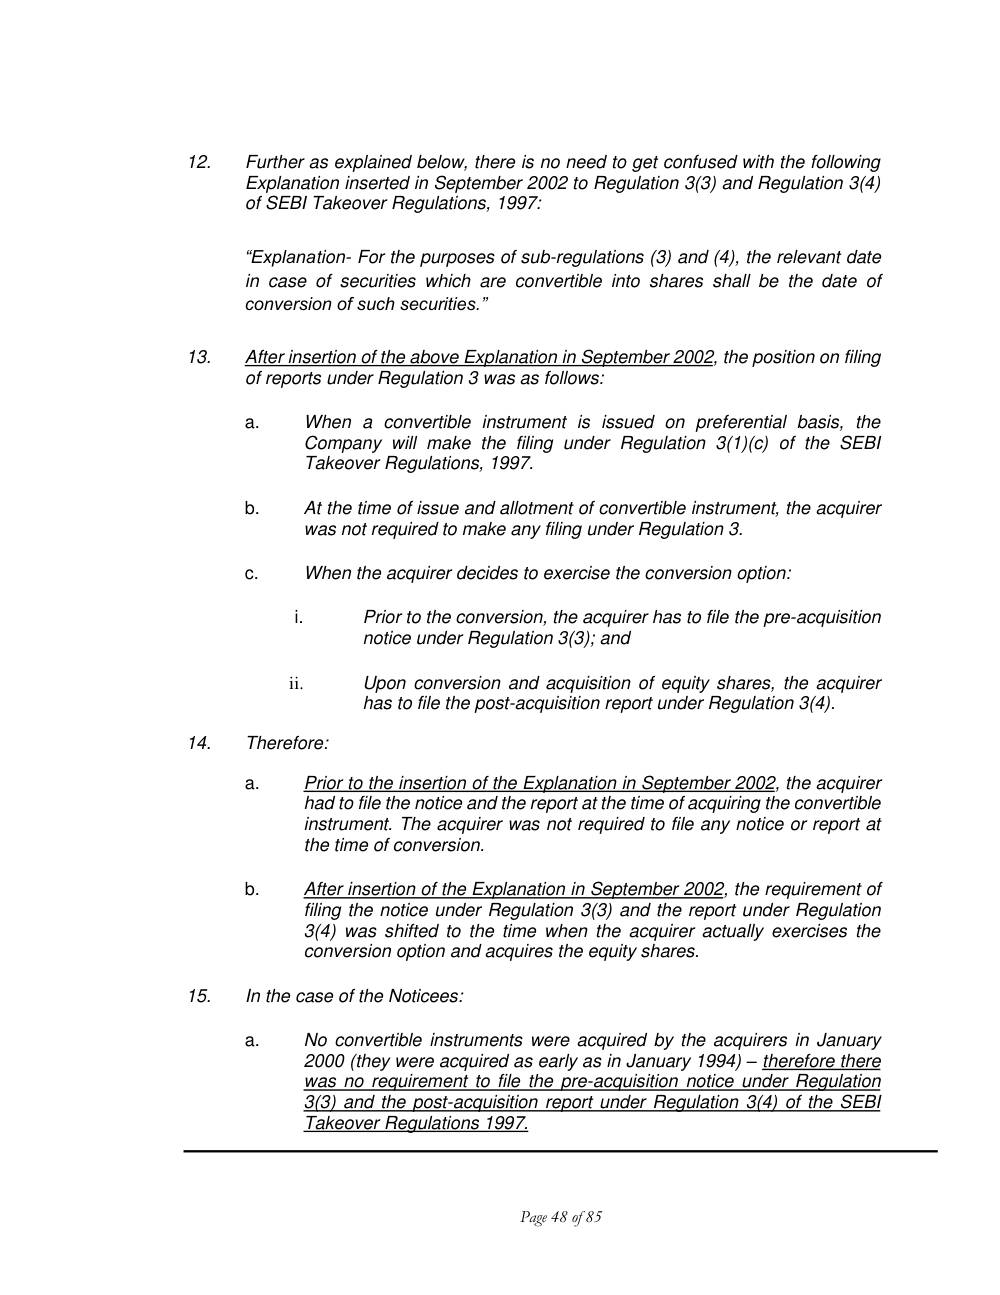 12. Further as explained below, there is no need to get confused with the following
Explanation inserted in September 2002 to Regulation 3(3) and Regulation 3(4)
of SEBI Takeover Regulations, 1997:
“Explanation- For the purposes of sub-regulations (3) and (4), the relevant date
in case of securities which are convertible into shares shall be the date of
conversion of such securities.”
13. After insertion of the above Explanation in September 2002, the position on filing
of reports under Regulation 3 was as follows:
a. When a convertible instrument is issued on preferential basis, the
Company will make the filing under Regulation 3(1)(c) of the SEBI
Takeover Regulations, 1997.
b. At the time of issue and allotment of convertible instrument, the acquirer
was not required to make any filing under Regulation 3.
c. When the acquirer decides to exercise the conversion option:
i. Prior to the conversion, the acquirer has to file the pre-acquisition
notice under Regulation 3(3); and
ii. Upon conversion and acquisition of equity shares, the acquirer
has to file the post-acquisition report under Regulation 3(4).
14. Therefore:
a. Prior to the insertion of the Explanation in September 2002, the acquirer
had to file the notice and the report at the time of acquiring the convertible
instrument. The acquirer was not required to file any notice or report at
the time of conversion.
b. After insertion of the Explanation in September 2002, the requirement of
filing the notice under Regulation 3(3) and the report under Regulation
3(4) was shifted to the time when the acquirer actually exercises the
conversion option and acquires the equity shares.
15. In the case of the Noticees:
a. No convertible instruments were acquired by the acquirers in January
2000 (they were acquired as early as in January 1994) – therefore there
was no requirement to file the pre-acquisition notice under Regulation
3(3) and the post-acquisition report under Regulation 3(4) of the SEBI
Takeover Regulations 1997.
Page 48 of 85